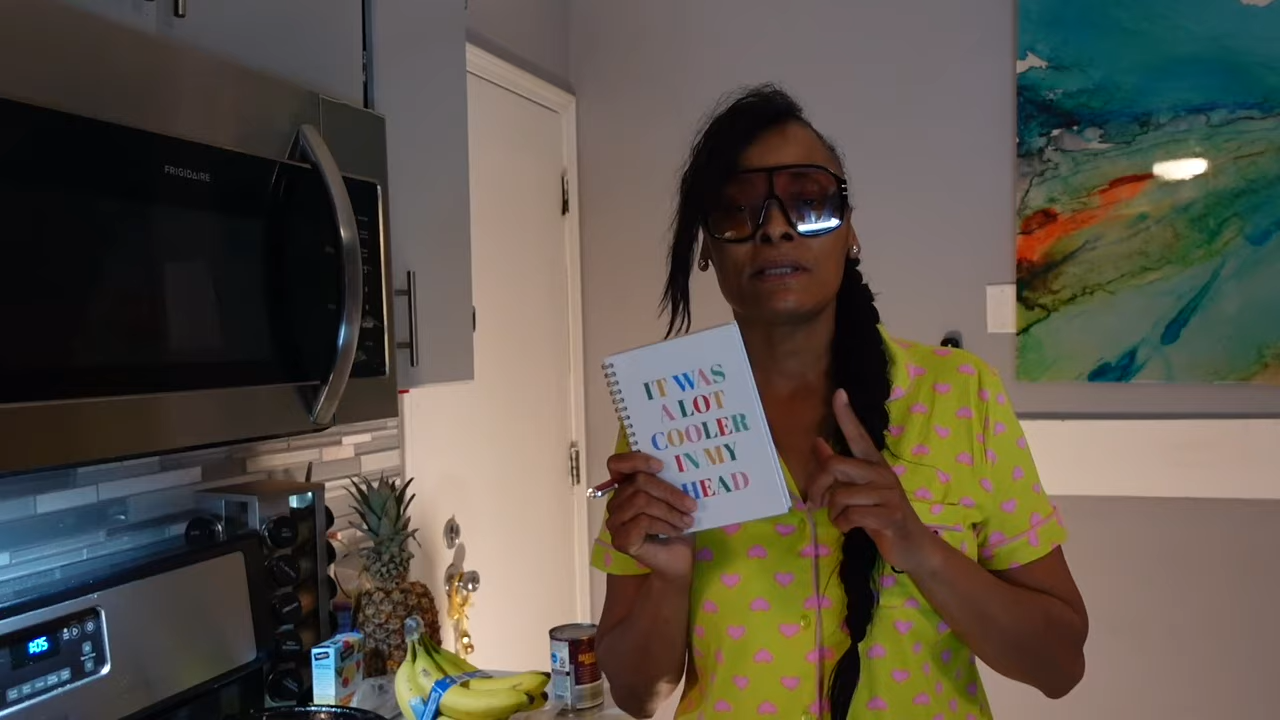 FRIGIDAIRE
IT WAS
A LOT
COOLER
IN MY
HEAD